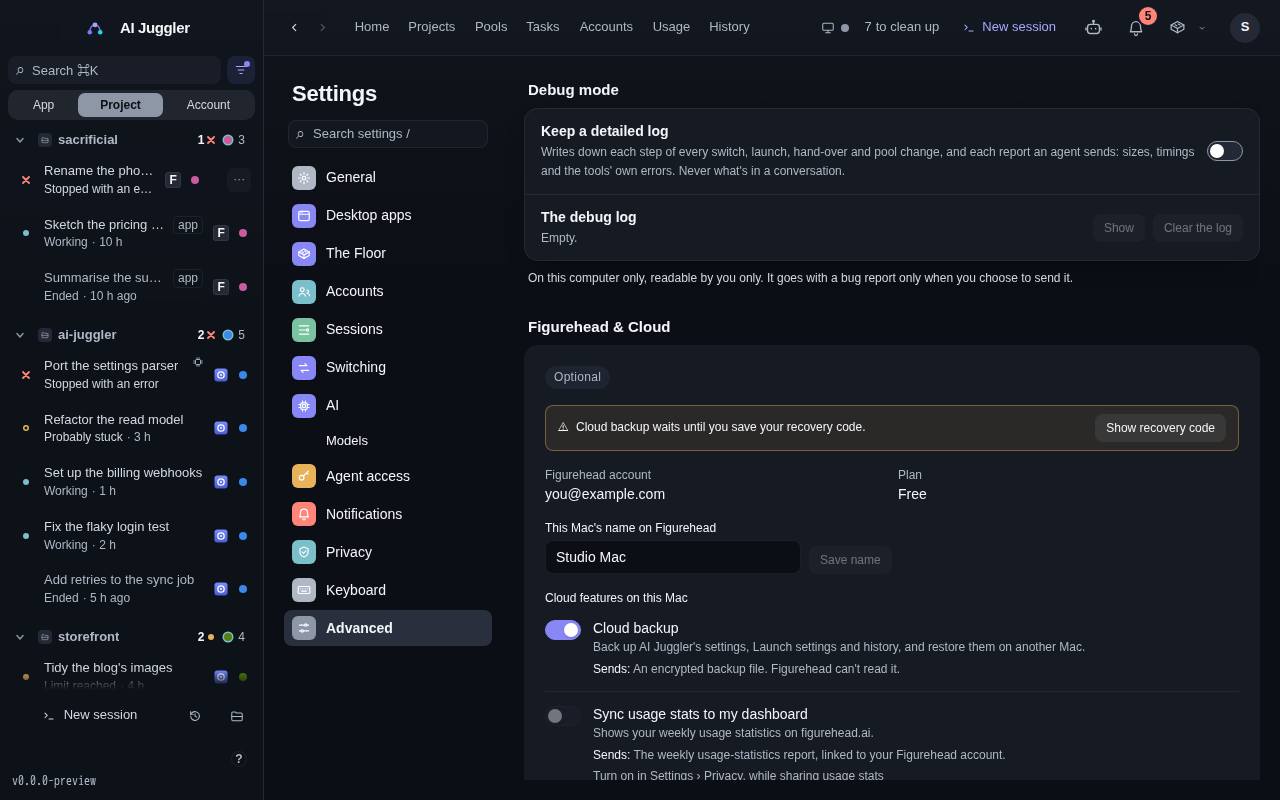 AI Juggler
Search ⌘K
App
Project
Account
sacrificial
1
3
Rename the pho…
Stopped with an e…
F
Sketch the pricing …
app
Working · 10 h
F
Summarise the su…
app
Ended · 10 h ago
F
ai-juggler
2
5
Port the settings parser
Stopped with an error
Refactor the read model
Probably stuck · 3 h
Set up the billing webhooks
Working · 1 h
Fix the flaky login test
Working · 2 h
Add retries to the sync job
Ended · 5 h ago
storefront
2
4
Tidy the blog's images
Limit reached · 4 h
New session
?
v0.0.0-preview
Home
Projects
Pools
Tasks
Accounts
Usage
History
7 to clean up
New session
5
S
Settings
Search settings /
General
Desktop apps
The Floor
Accounts
Sessions
Switching
AI
Models
Agent access
Notifications
Privacy
Keyboard
Advanced
Debug mode
Keep a detailed log
Writes down each step of every switch, launch, hand-over and pool change, and each report an agent sends: sizes, timings
and the tools' own errors. Never what's in a conversation.
The debug log
Empty.
Show
Clear the log
On this computer only, readable by you only. It goes with a bug report only when you choose to send it.
Figurehead & Cloud
Optional
Cloud backup waits until you save your recovery code.
Show recovery code
Figurehead account
Plan
you@example.com
Free
This Mac's name on Figurehead
Studio Mac
Save name
Cloud features on this Mac
Cloud backup
Back up AI Juggler's settings, Launch settings and history, and restore them on another Mac.
Sends: An encrypted backup file. Figurehead can't read it.
Sync usage stats to my dashboard
Shows your weekly usage statistics on figurehead.ai.
Sends: The weekly usage-statistics report, linked to your Figurehead account.
Turn on in Settings › Privacy, while sharing usage stats